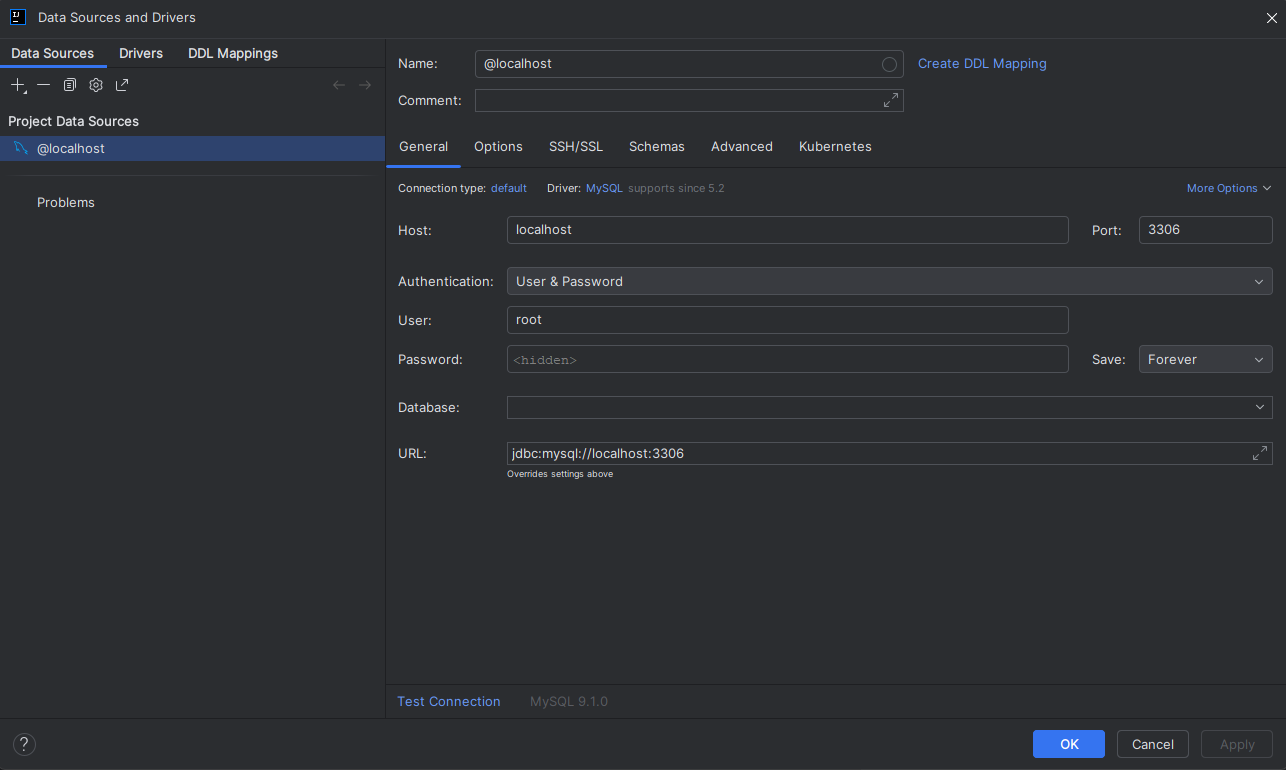 Data Sources and Drivers
Data Sources Drivers DDL Mappings
Project Data Sources
@localhost
Problems
Name: @localhost Create DDL Mapping
Comment:
General Options SSH/SSL Schemas Advanced Kubernetes
Connection type: default Driver: MySQL supports since 5.2 More Options
Host: localhost Port: 3306
Authentication: User & Password
User: root
Password: <hidden> Save: Forever
Database:
URL: jdbc:mysql://localhost:3306
Overrides settings above
Test Connection MySQL 9.1.0
? OK Cancel Apply